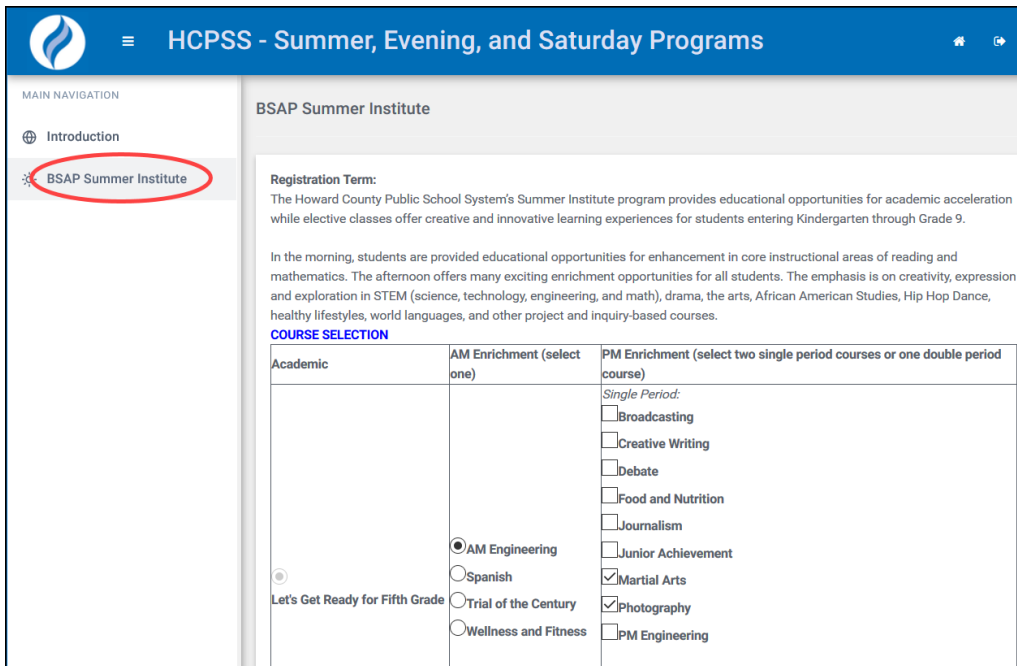 HCPSS - Summer, Evening, and Saturday Programs
MAIN NAVIGATION
Introduction
BSAP Summer Institute
BSAP Summer Institute
Registration Term:
The Howard County Public School System's Summer Institute program provides educational opportunities for academic acceleration
while elective classes offer creative and innovative learning experiences for students entering Kindergarten through Grade 9.
In the morning, students are provided educational opportunities for enhancement in core instructional areas of reading and
mathematics. The afternoon offers many exciting enrichment opportunities for all students. The emphasis is on creativity, expression
and exploration in STEM (science, technology, engineering, and math), drama, the arts, African American Studies, Hip Hop Dance,
healthy lifestyles, world languages, and other project and inquiry-based courses.
COURSE SELECTION
Academic
AM Enrichment (select
one)
PM Enrichment (select two single period courses or one double period
course)
Let's Get Ready for Fifth Grade
AM Engineering
Spanish
Trial of the Century
Wellness and Fitness
Single Period:
Broadcasting
Creative Writing
Debate
Food and Nutrition
Journalism
Junior Achievement
Martial Arts
Photography
PM Engineering